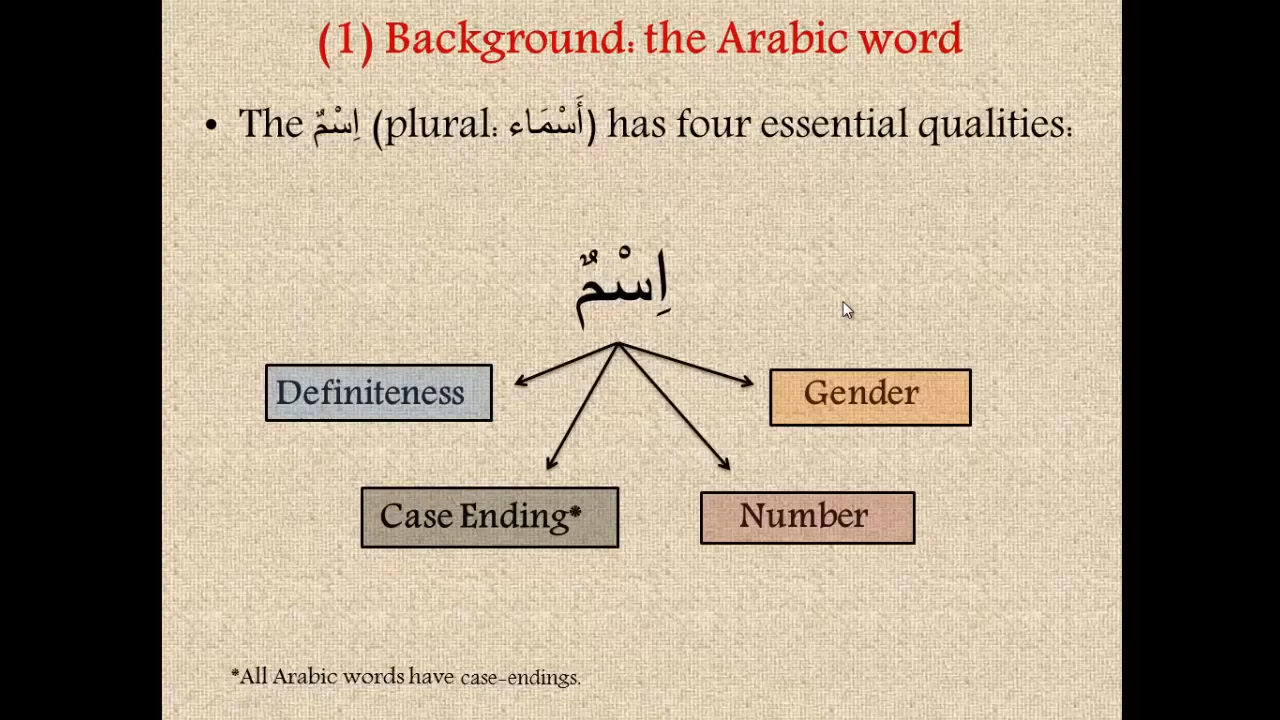 (1) Background: the Arabic word
• The اِسْمٌ (plural: أَسْمَاء) has four essential qualities:
اِسْمٌ
Definiteness
Gender
Case Ending*
Number
*All Arabic words have case-endings.